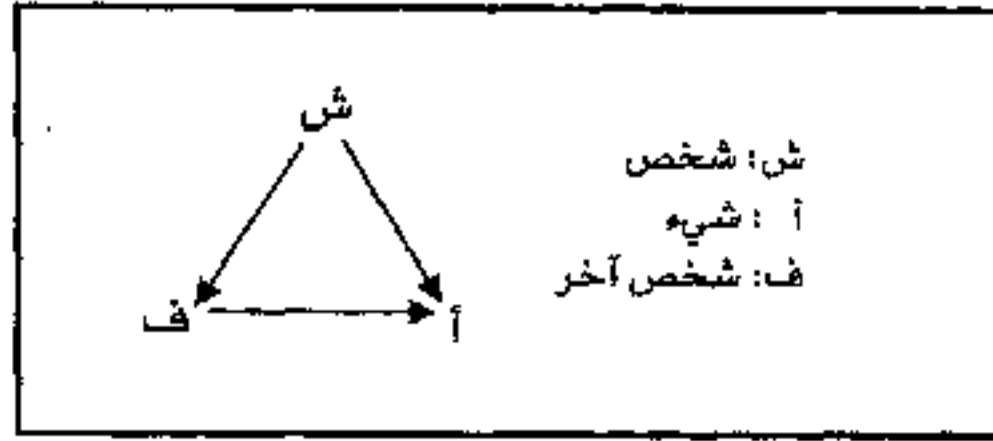 ش
ف
أ
ش: شخص
أ : شيء
ف: شخص آخر